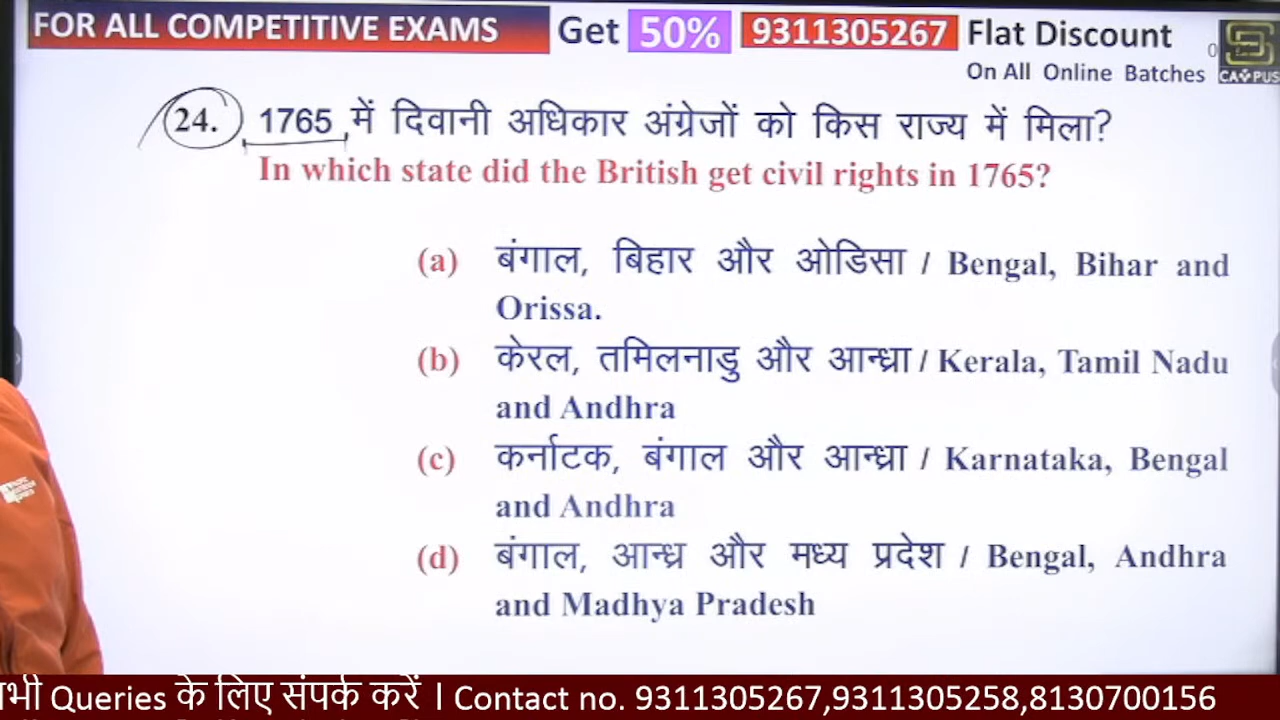 FOR ALL COMPETITIVE EXAMS Get 50% 9311305267 Flat Discount
On All Online Batches
CAMPUS
24. 1765 में दिवानी अधिकार अंग्रेजों को किस राज्य में मिला?
In which state did the British get civil rights in 1765?
(a) बंगाल, बिहार और ओडिसा / Bengal, Bihar and
Orissa.
(b) केरल, तमिलनाडु और आन्ध्रा / Kerala, Tamil Nadu
and Andhra
(c) कर्नाटक, बंगाल और आन्ध्रा / Karnataka, Bengal
and Andhra
(d) बंगाल, आन्ध्र और मध्य प्रदेश / Bengal, Andhra
and Madhya Pradesh
भी Queries के लिए संपर्क करें । Contact no. 9311305267,9311305258,8130700156